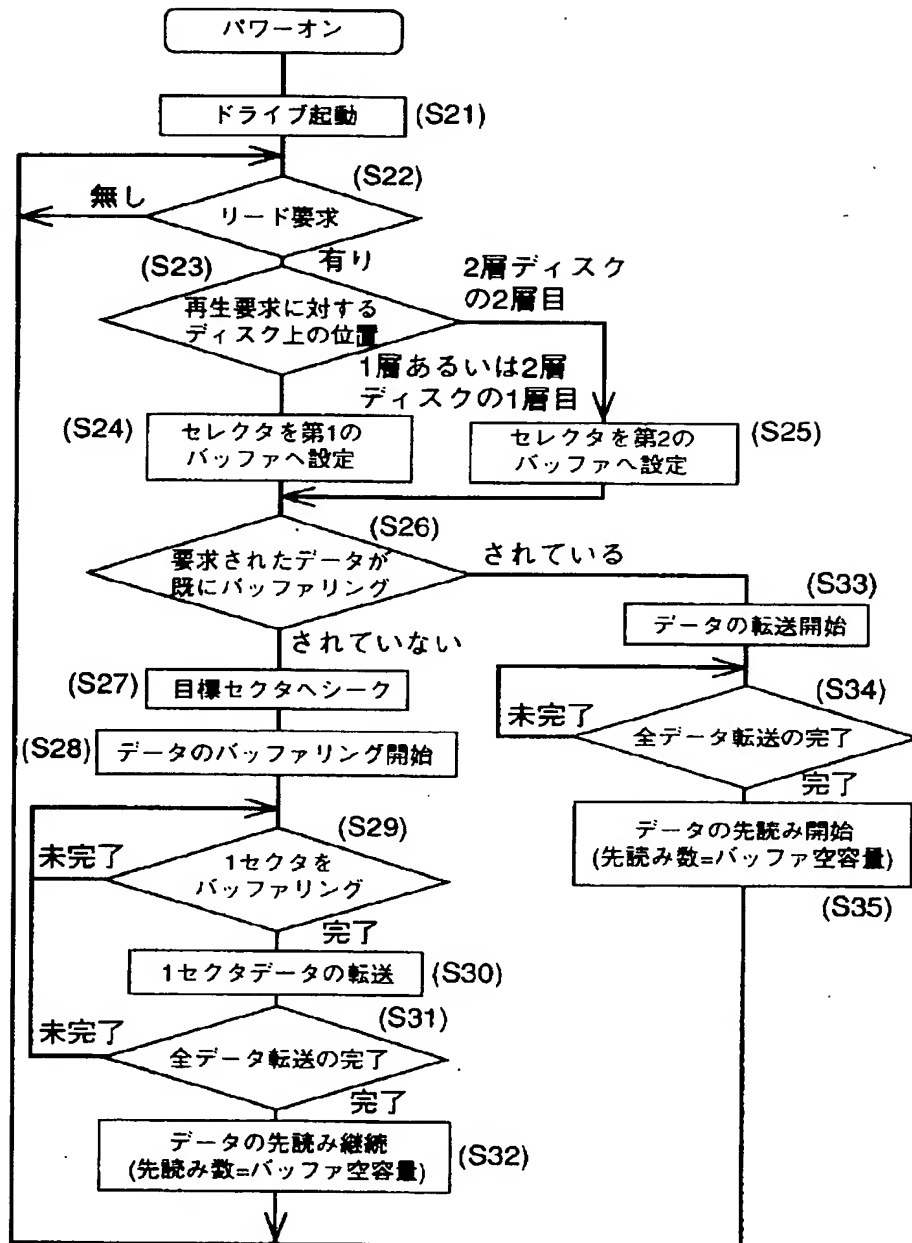 パワーオン
ドライブ起動
(S21)
(S22)
無し
リード要求
(S23)
有り
再生要求に対する
ディスク上の位置
2層ディスク
の2層目
1層あるいは2層
ディスクの1層目
(S24)
セレクタを第1の
バッファへ設定
セレクタを第2の
バッファへ設定
(S25)
(S26)
要求されたデータが
既にバッファリング
されている
されていない
(S33)
データの転送開始
(S27)
目標セクタへシーク
(S34)
未完了
全データ転送の完了
完了
(S28)
データのバッファリング開始
データの先読み開始
(先読み数=バッファ空容量)
(S35)
(S29)
未完了
1セクタを
バッファリング
完了
1セクタデータの転送
(S30)
(S31)
未完了
全データ転送の完了
完了
データの先読み継続
(先読み数=バッファ空容量)
(S32)